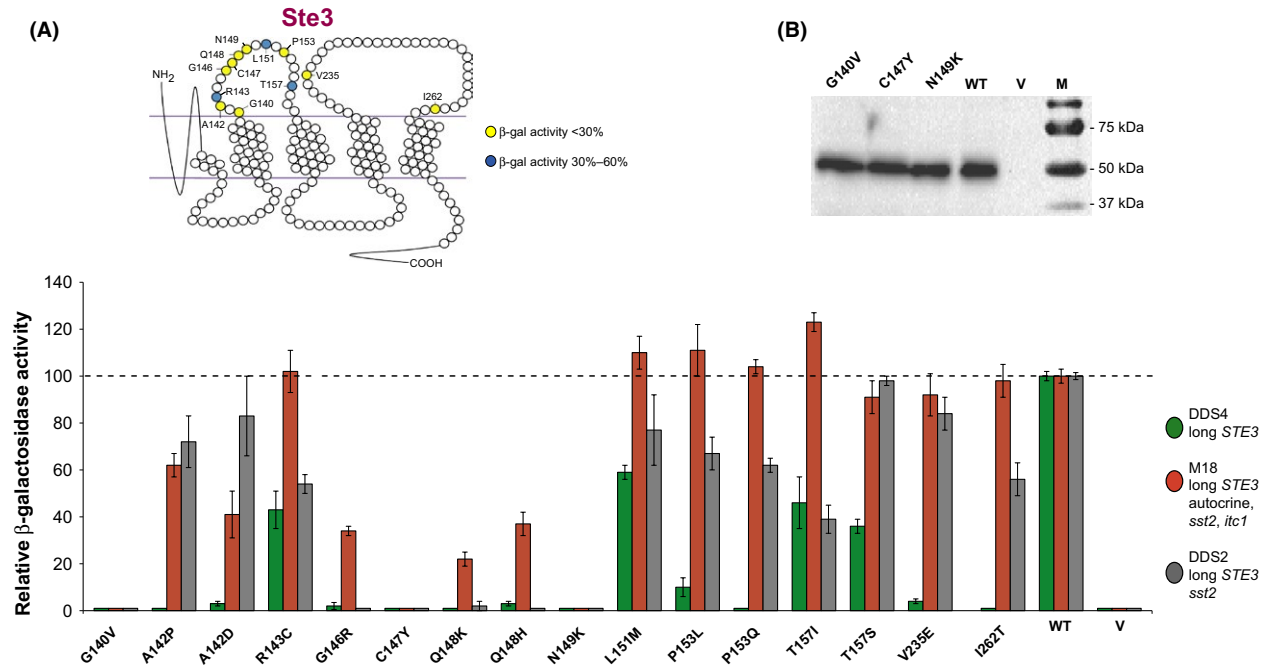 (A)
Ste3
N149
P153
Q148
L151
G146
C147
V235
NH2
T157
R143
I262
G140
A142
β-gal activity <30%
β-gal activity 30%–60%
COOH
(B)
G140V C147Y N149K WT V M
- 75 kDa
- 50 kDa
- 37 kDa
Relative β-galactosidase activity
140
120
100
80
60
40
20
0
G140V A142P A142D R143C G146R C147Y Q148K Q148H N149K L151M P153L P153Q T157I T157S V235E I262T WT V
DDS4
long STE3
M18
long STE3
autocrine,
sst2, itc1
DDS2
long STE3
sst2